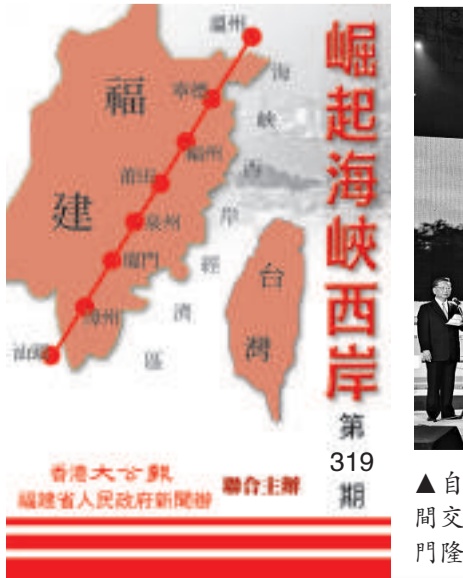 崛起海峽西岸
第
319
期
溫州
福建
寧德
福州
莆田
泉州
廈門
漳州
汕頭
海峽西岸經濟區
台灣
香港大公報
福建省人民政府新聞辦
聯合主辦
▲自
間交
門隆